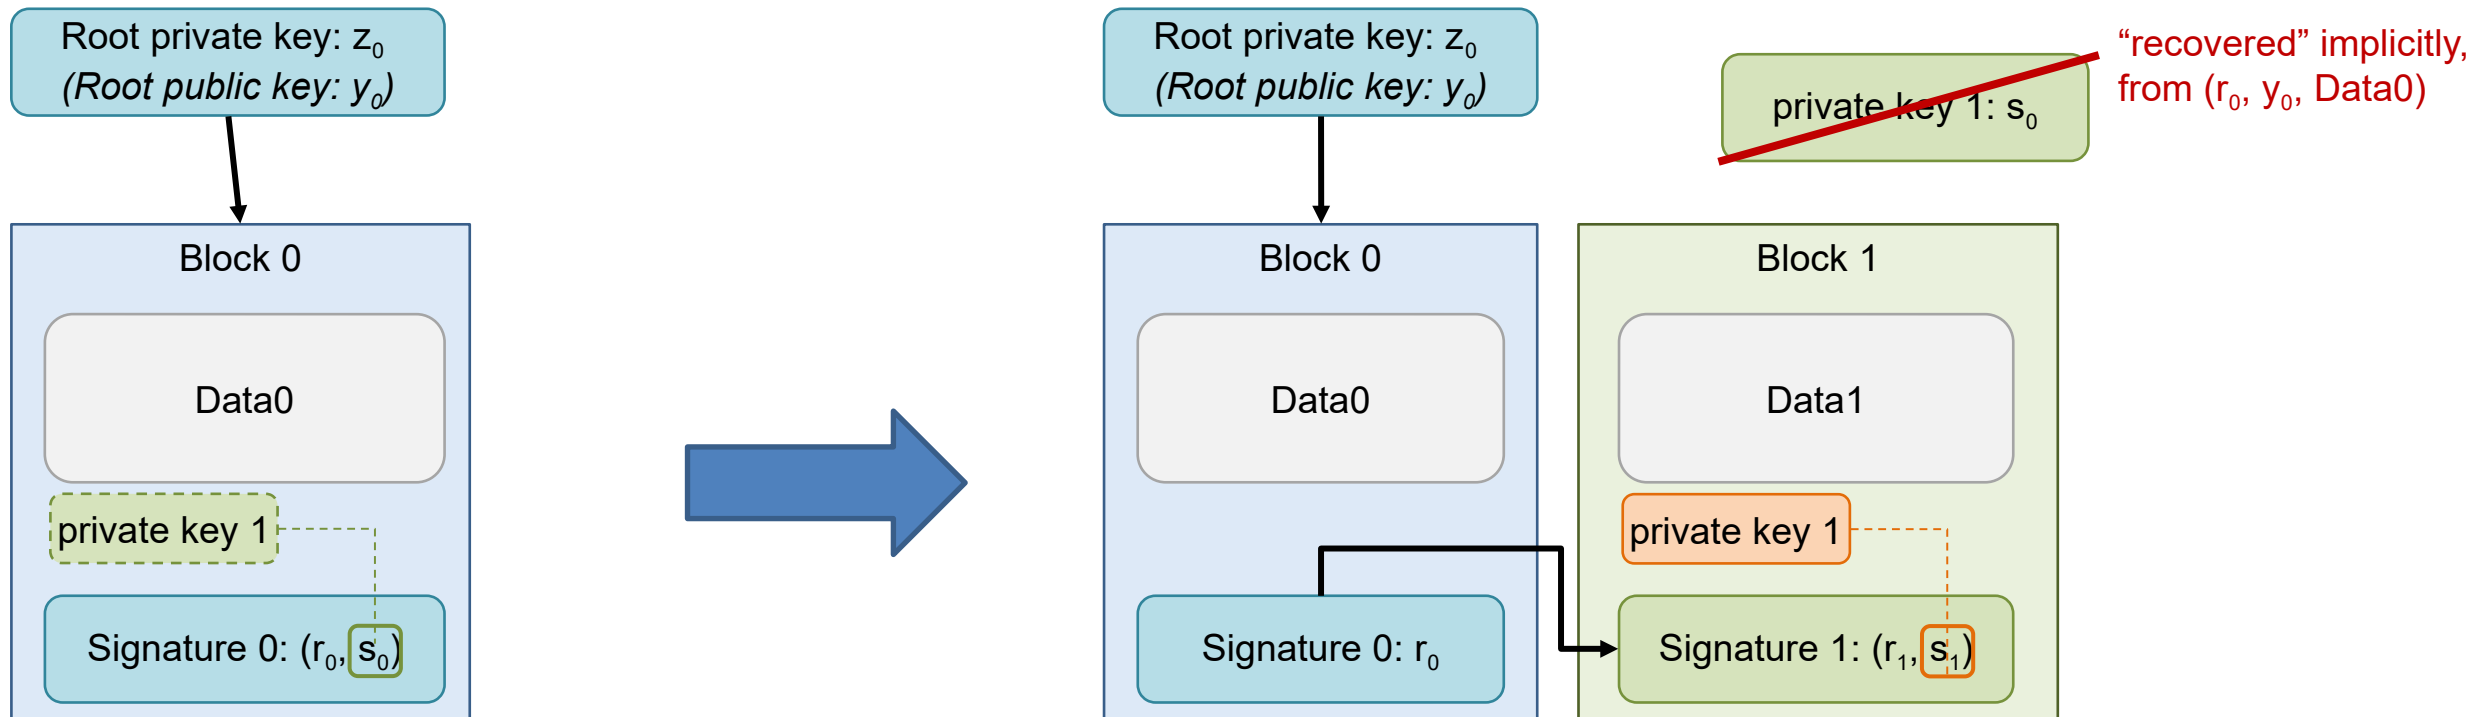 Root private key: z₀
(Root public key: y₀)
Block 0
Data0
private key 1
Signature 0: (r₀, s₀)
Root private key: z₀
(Root public key: y₀)
Block 0
Data0
Signature 0: r₀
private key 1: s₀
“recovered” implicitly,
from (r₀, y₀, Data0)
Block 1
Data1
private key 1
Signature 1: (r₁, s₁)